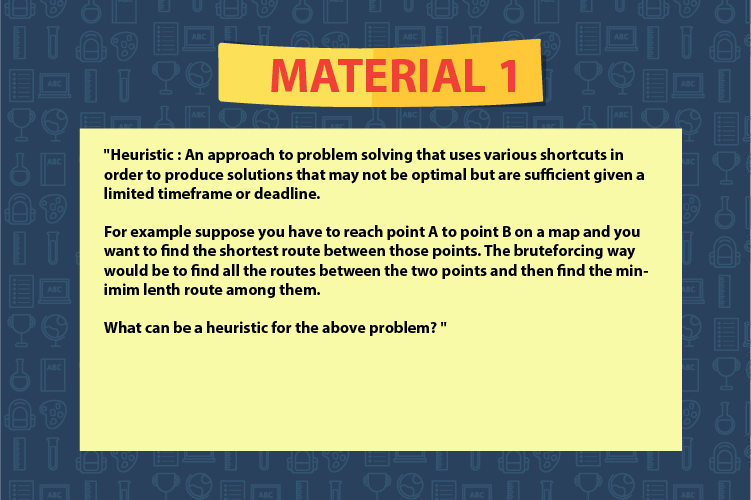 MATERIAL 1
"Heuristic : An approach to problem solving that uses various shortcuts in
order to produce solutions that may not be optimal but are sufficient given a
limited timeframe or deadline.
For example suppose you have to reach point A to point B on a map and you
want to find the shortest route between those points. The bruteforcing way
would be to find all the routes between the two points and then find the min-
imim lenth route among them.
What can be a heuristic for the above problem? "